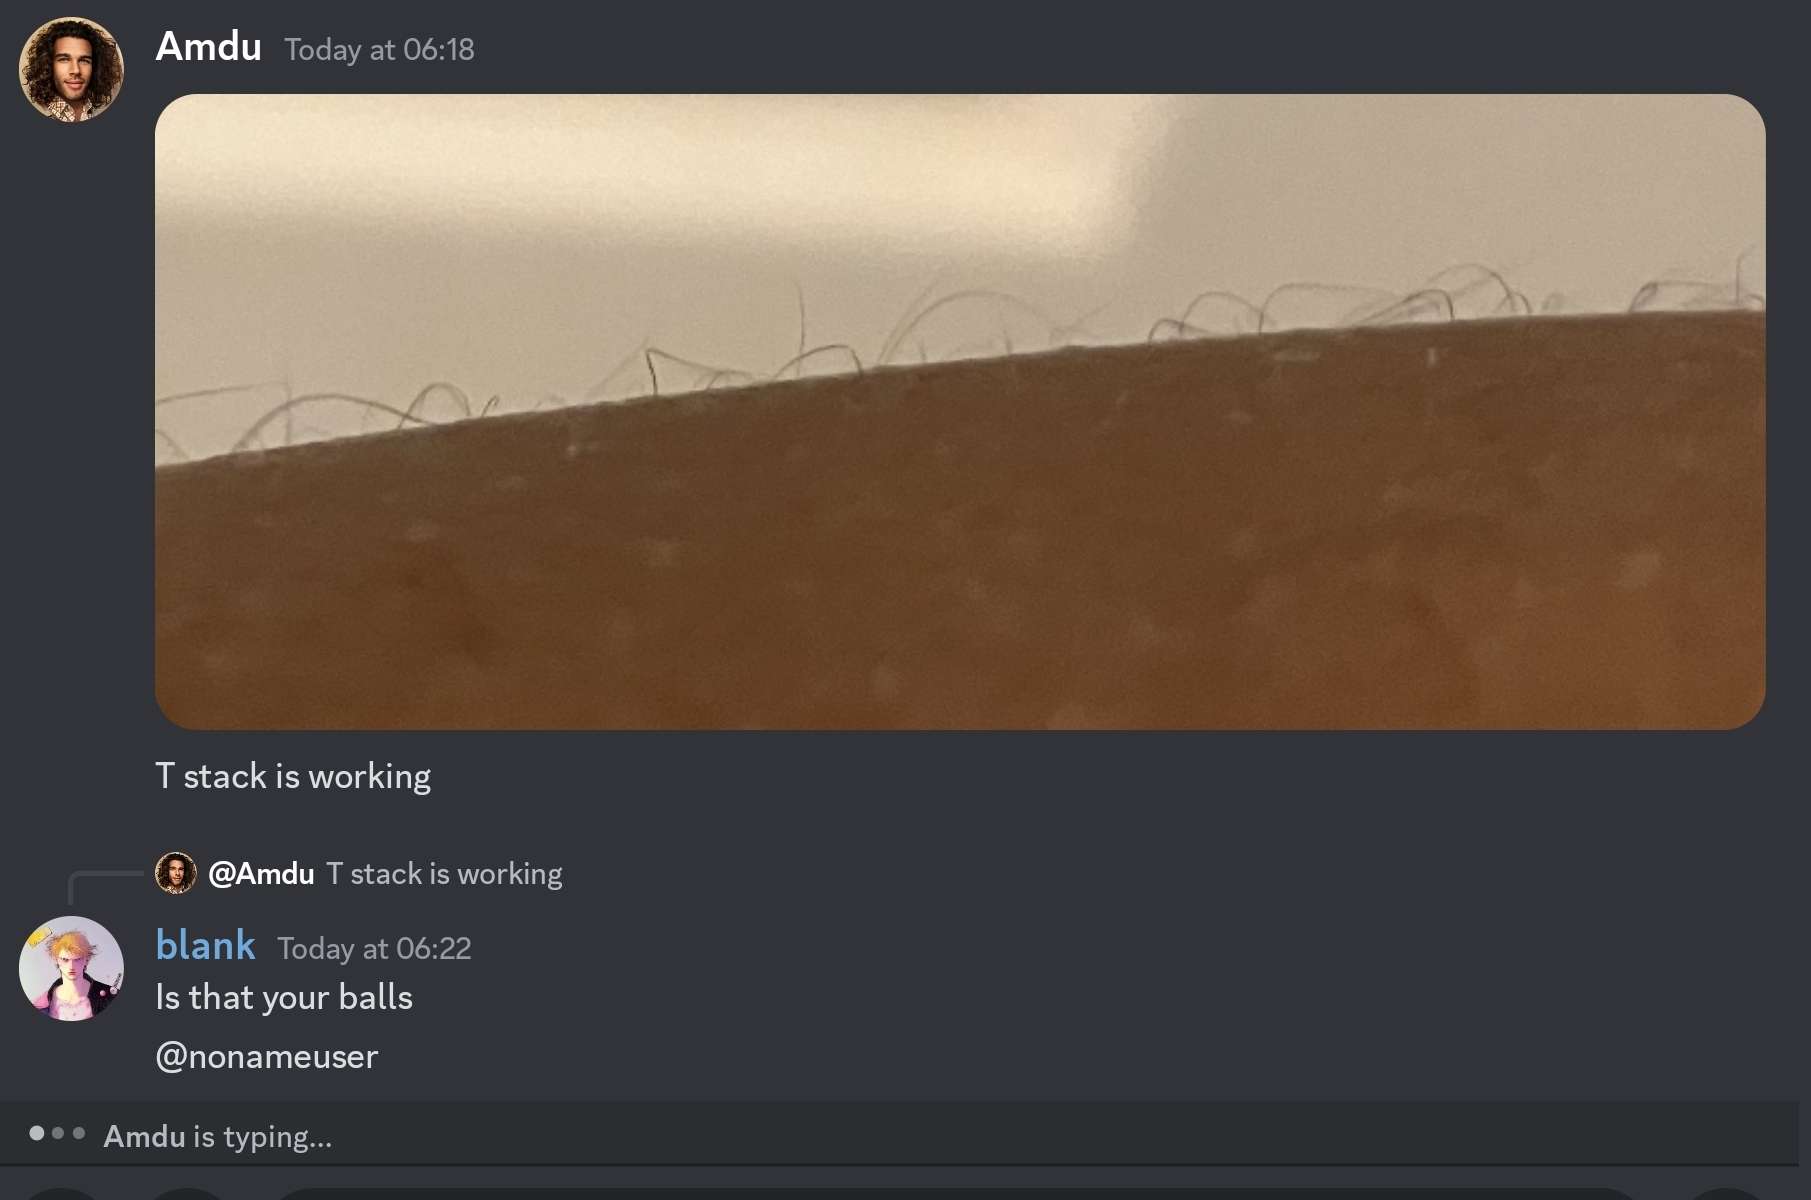 Amdu Today at 06:18
T stack is working
@Amdu T stack is working
blank Today at 06:22
Is that your balls
@nonameuser
Amdu is typing...